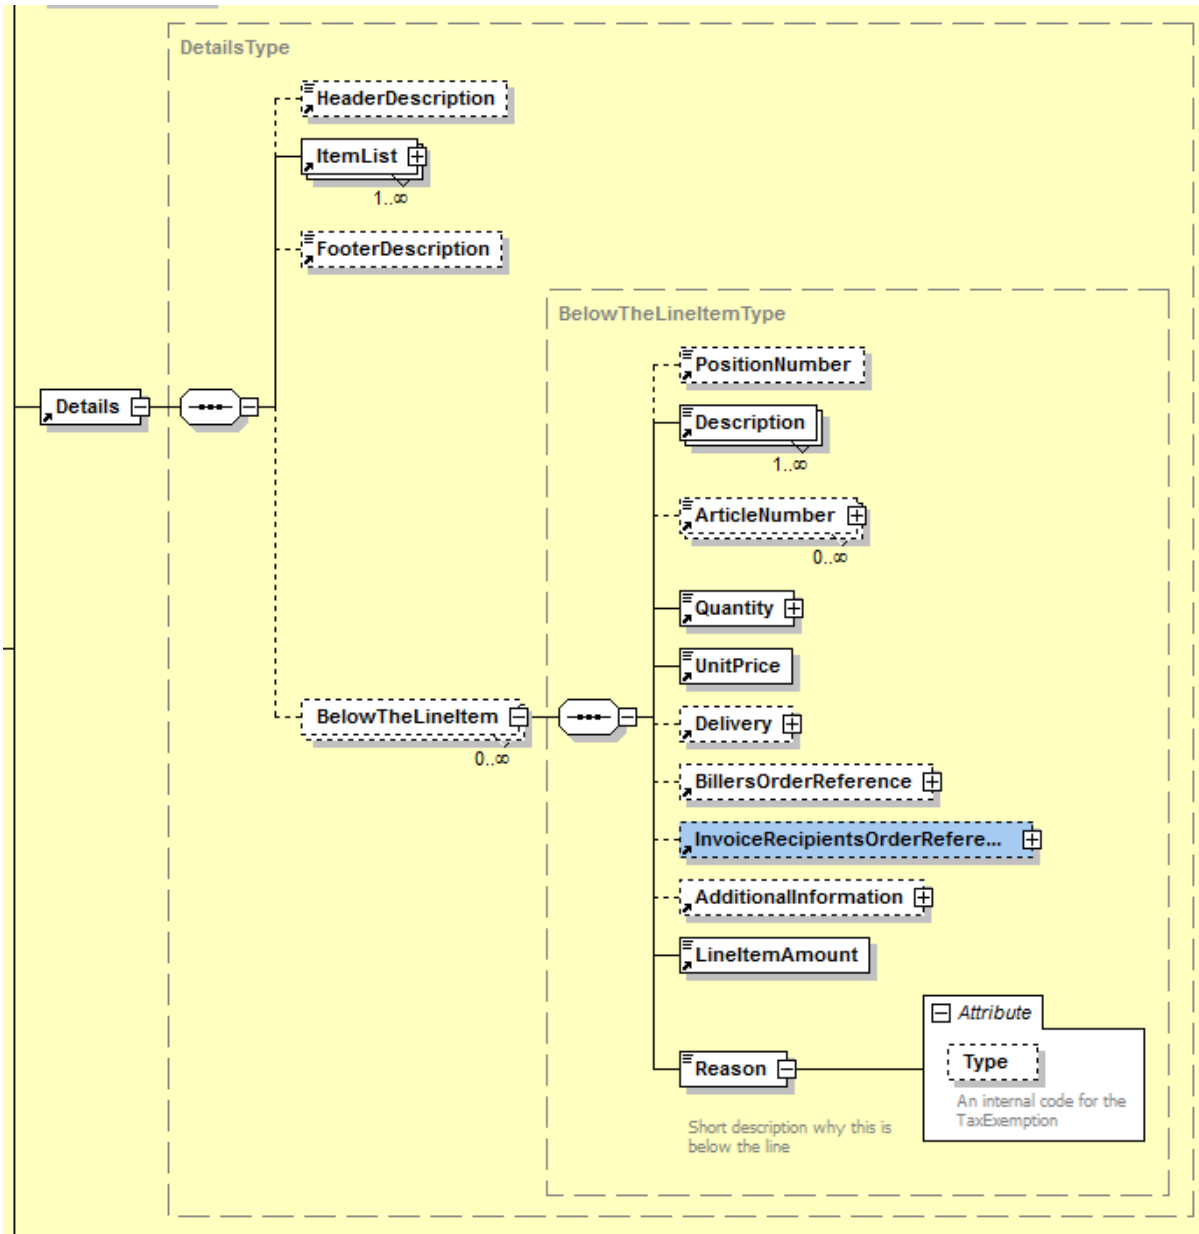 DetailsType
HeaderDescription
ItemList
1..∞
FooterDescription
BelowTheLineItemType
PositionNumber
Details
Description
1..∞
ArticleNumber
0..∞
Quantity
UnitPrice
BelowTheLineItem
0..∞
Delivery
BillersOrderReference
InvoiceRecipientsOrderRefere...
AdditionalInformation
LineItemAmount
Attribute
Type
An internal code for the
TaxExemption
Reason
Short description why this is
below the line